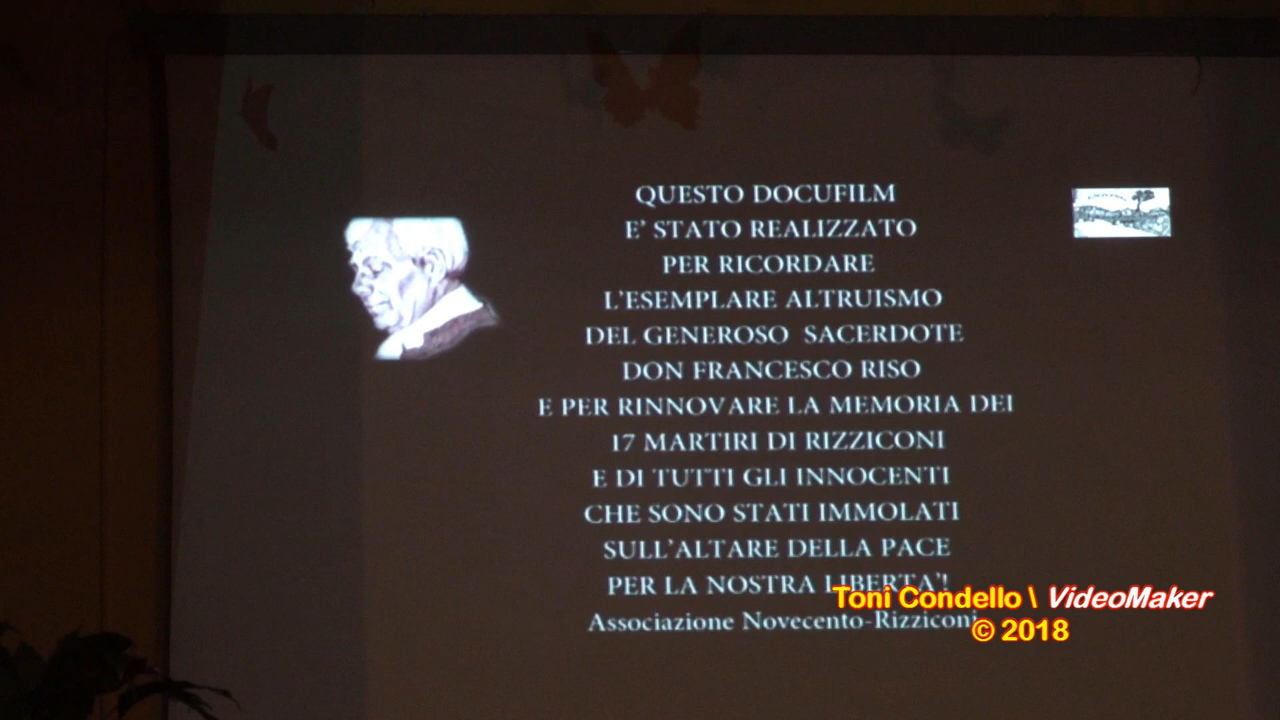 QUESTO DOCUFILM
E' STATO REALIZZATO
PER RICORDARE
L'ESEMPLARE ALTRUISMO
DEL GENEROSO SACERDOTE
DON FRANCESCO RISO
E PER RINNOVARE LA MEMORIA DEI
17 MARTIRI DI RIZZICONI
E DI TUTTI GLI INNOCENTI
CHE SONO STATI IMMOLATI
SULL'ALTARE DELLA PACE
PER LA NOSTRA LIBERTA'!
Associazione Novecento-Rizziconi
Toni Condello \ VideoMaker
© 2018